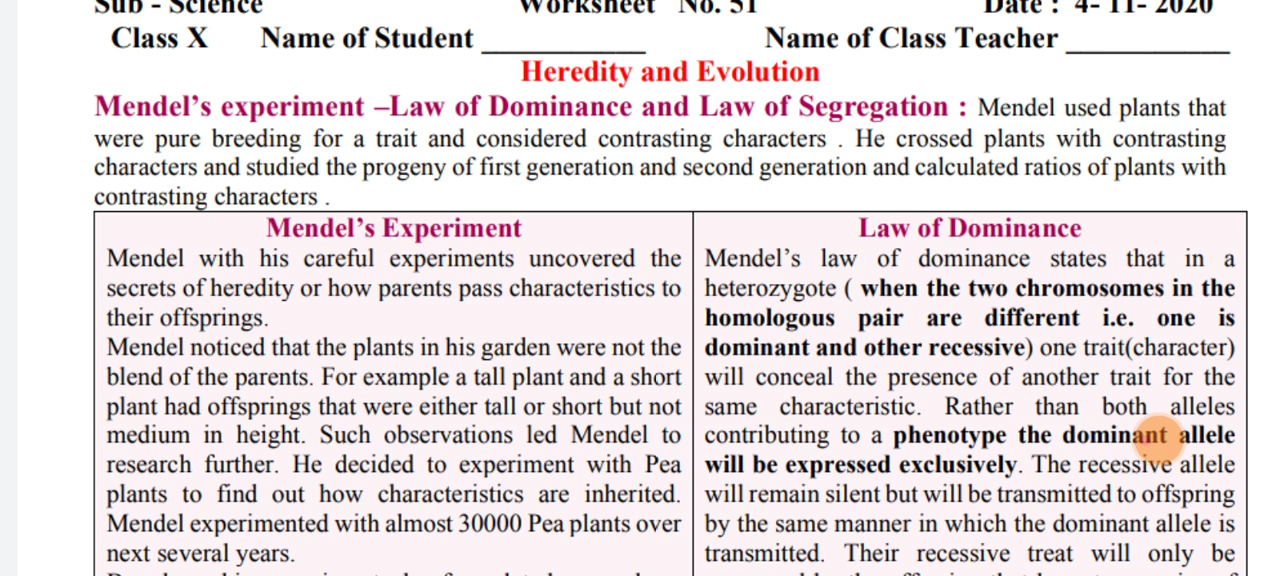 Sub - Science Worksheet No. 51 Date : 4- 11- 2020
Class X Name of Student ___________ Name of Class Teacher ___________
Heredity and Evolution
Mendel’s experiment –Law of Dominance and Law of Segregation : Mendel used plants that
were pure breeding for a trait and considered contrasting characters . He crossed plants with contrasting
characters and studied the progeny of first generation and second generation and calculated ratios of plants with
contrasting characters .
Mendel’s Experiment
Mendel with his careful experiments uncovered the
secrets of heredity or how parents pass characteristics to
their offsprings.
Mendel noticed that the plants in his garden were not the
blend of the parents. For example a tall plant and a short
plant had offsprings that were either tall or short but not
medium in height. Such observations led Mendel to
research further. He decided to experiment with Pea
plants to find out how characteristics are inherited.
Mendel experimented with almost 30000 Pea plants over
next several years.
Law of Dominance
Mendel’s law of dominance states that in a
heterozygote ( when the two chromosomes in the
homologous pair are different i.e. one is
dominant and other recessive) one trait(character)
will conceal the presence of another trait for the
same characteristic. Rather than both alleles
contributing to a phenotype the dominant allele
will be expressed exclusively. The recessive allele
will remain silent but will be transmitted to offspring
by the same manner in which the dominant allele is
transmitted. Their recessive treat will only be